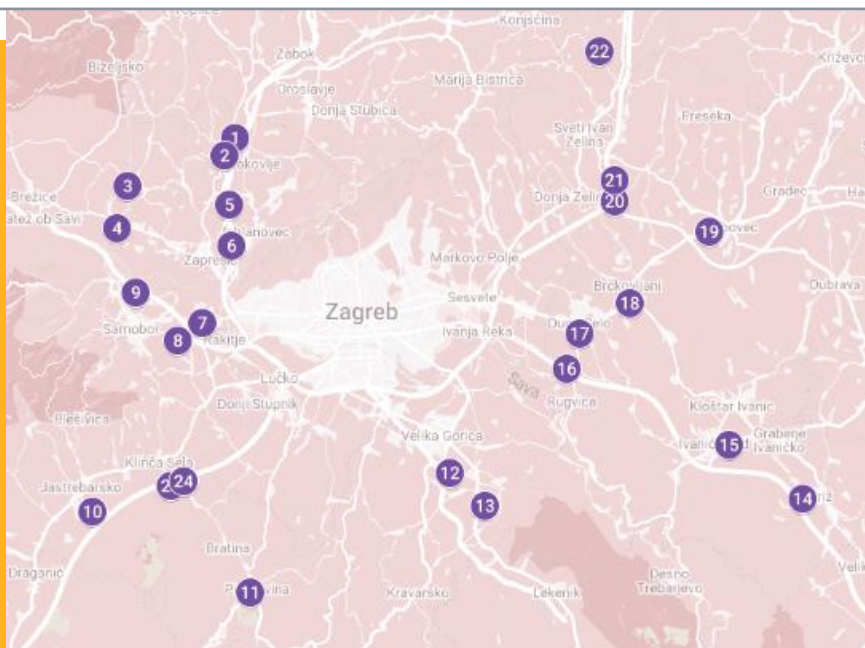 Konjščina
22
Križevc
Zabok
Bizeljsko
Marija Bistrica
Oroslavje
Donja Stubica
Preseka
1
Sveti Ivan
Zelina
2
3
21
Brežice
Donja Zelina
20
Gradec
5
4
19
6
Zaprešić
Markovo Polje
Dubrava
9
Brckovljani
18
Sesvete
Zagreb
7
Samobor
Ivanja Reka
17
8
Rakitje
16
Lučko
Sava
Rugvica
Donji Stupnik
Kloštar Ivanić
Plešivica
Velika Gorica
15
Graberje
Ivaničko
Klinča Sela
12
24
Jastrebarsko
14
10
13
Bratina
Draganić
Desno
Trebarjevo
11
Kravarsko
Lekenik